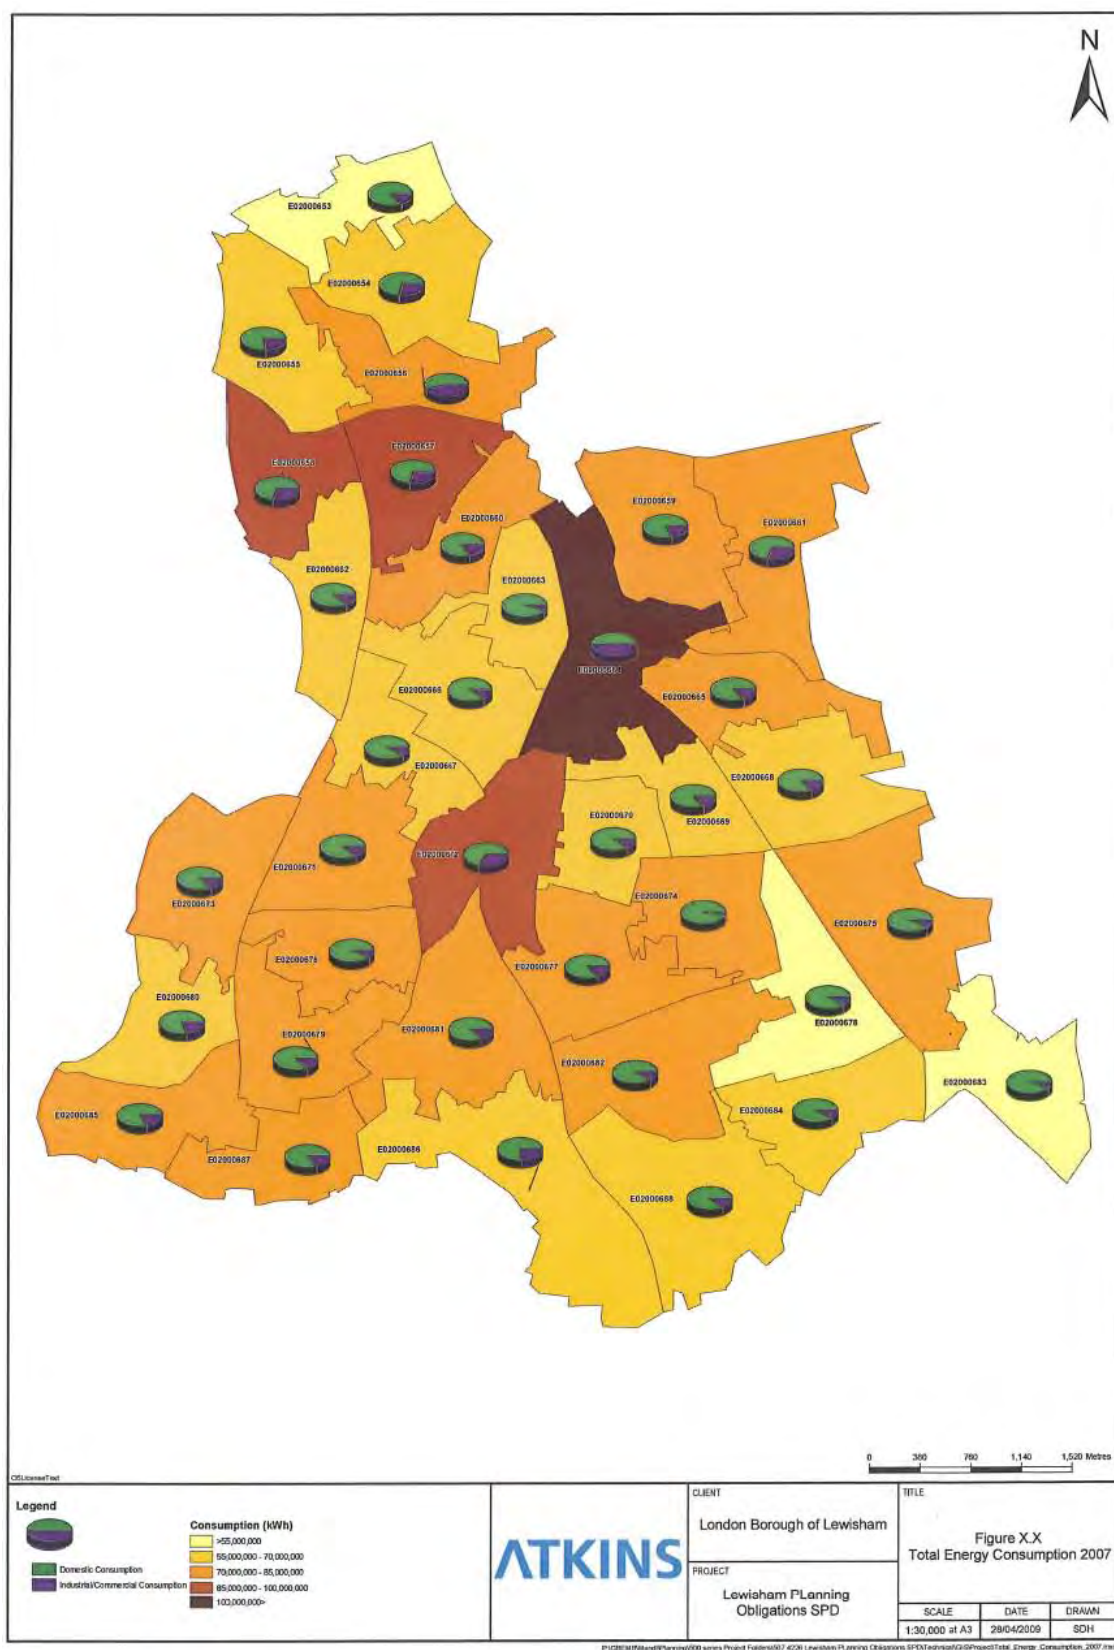 N
E02000653
E02000654
E02000655
E02000656
E02000657
E02000658
E02000659
E02000661
E02000660
E02000662
E02000663
E02000664
E02000665
E02000666
E02000667
E02000668
E02000669
E02000670
E02000671
E02000672
E02000673
E02000674
E02000675
E02000676
E02000677
E02000678
E02000679
E02000680
E02000681
E02000682
E02000683
E02000684
E02000685
E02000686
E02000687
E02000688
0 380 760 1,140 1,520 Metres
Legend
Domestic Consumption
Industrial/Commercial Consumption
Consumption (kWh)
>55,000,000
55,000,000 - 70,000,000
70,000,000 - 85,000,000
85,000,000 - 100,000,000
100,000,000>
ATKINS
CLIENT
London Borough of Lewisham
PROJECT
Lewisham PLanning
Obligations SPD
TITLE
Figure X.X
Total Energy Consumption 2007
SCALE DATE DRAWN
1:30,000 at A3 28/04/2009 SDH